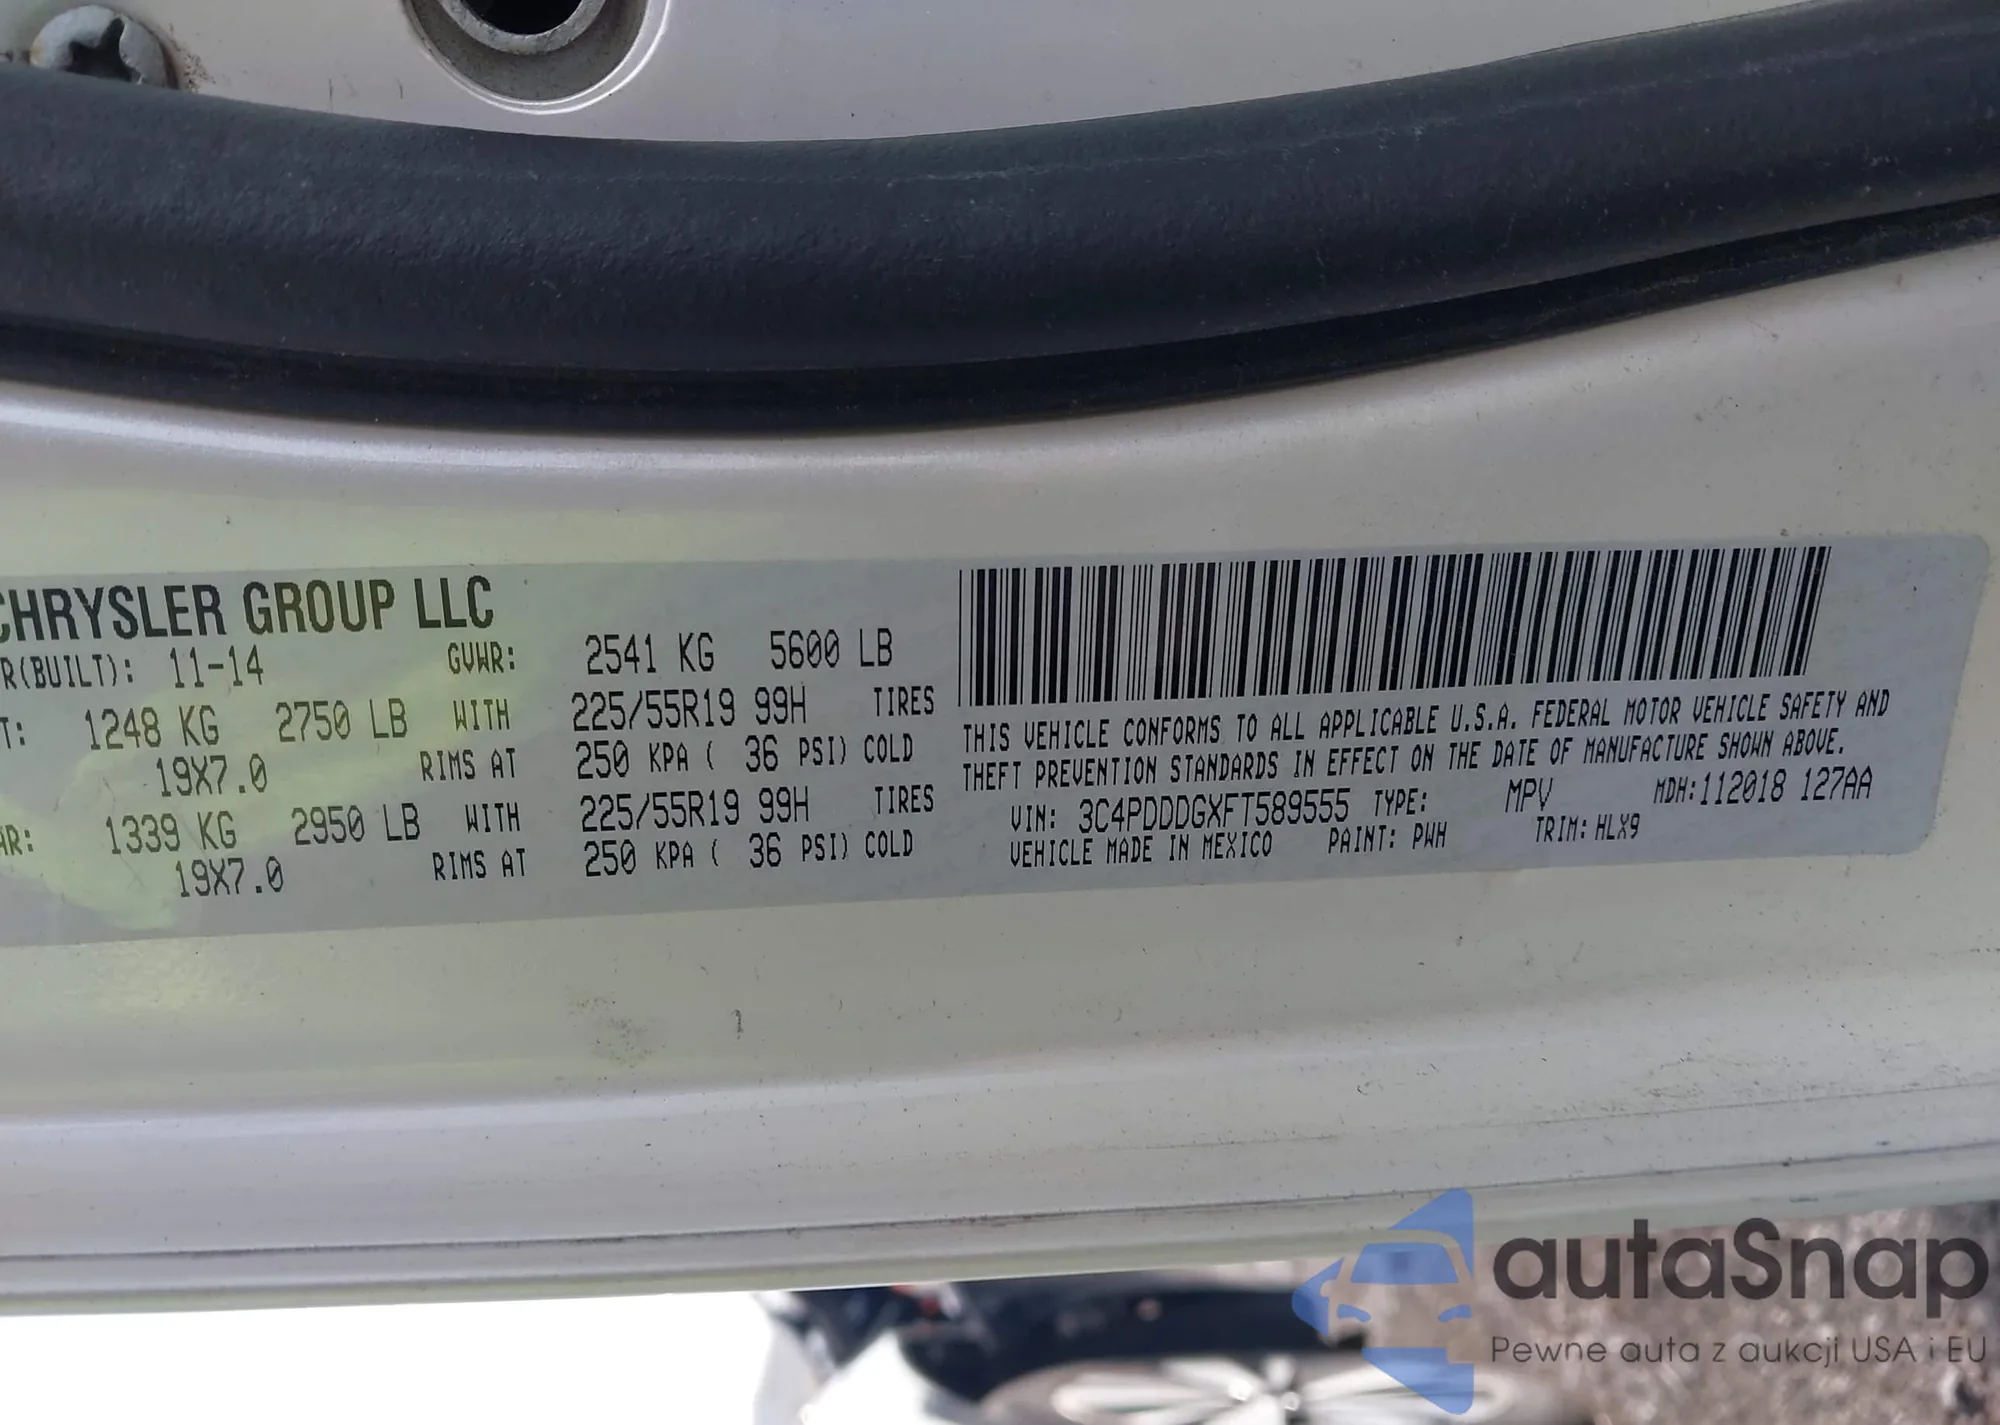 CHRYSLER GROUP LLC
R(BUILT): 11-14 GVWR: 2541 KG 5600 LB
T: 1248 KG 2750 LB WITH 225/55R19 99H TIRES
19X7.0 RIMS AT 250 KPA ( 36 PSI) COLD
AR: 1339 KG 2950 LB WITH 225/55R19 99H TIRES
19X7.0 RIMS AT 250 KPA ( 36 PSI) COLD
THIS VEHICLE CONFORMS TO ALL APPLICABLE U.S.A. FEDERAL MOTOR VEHICLE SAFETY AND
THEFT PREVENTION STANDARDS IN EFFECT ON THE DATE OF MANUFACTURE SHOWN ABOVE.
VIN: 3C4PDDDGXFT589555 TYPE: MPV MDH:112018 127AA
VEHICLE MADE IN MEXICO PAINT: PWH TRIM: HLX9
autaSnap
Pewne auta z aukcji USA i EU